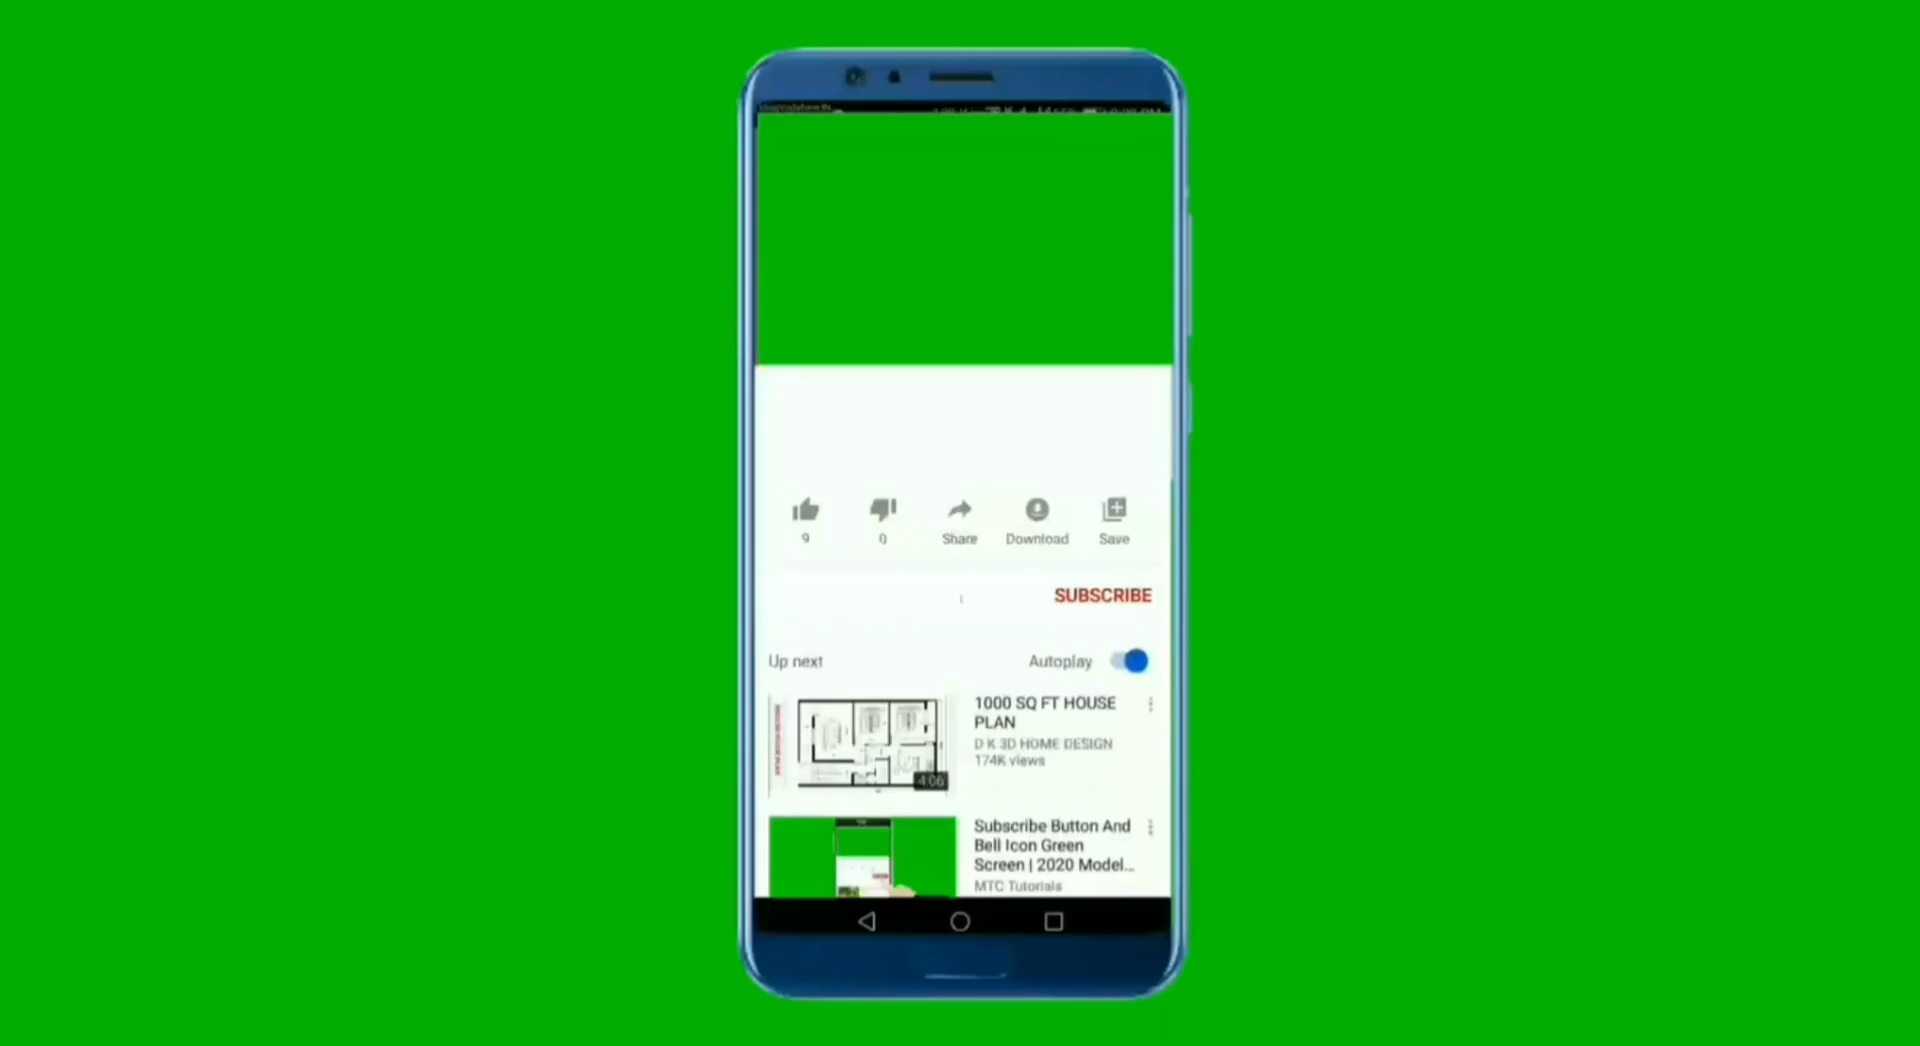 9
0
Share
Download
Save
SUBSCRIBE
Up next
Autoplay
1000 SQ FT HOUSE
PLAN
D K 3D HOME DESIGN
174K views
4:06
Subscribe Button And
Bell Icon Green
Screen | 2020 Model...
MTC Tutorials